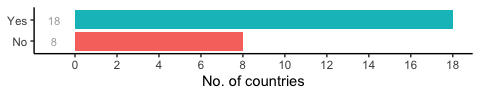 Yes 18
No 8
0 2 4 6 8 10 12 14 16 18
No. of countries